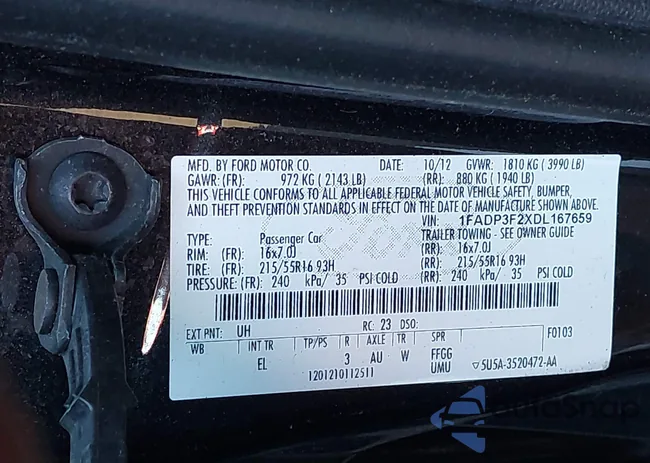 MFD. BY FORD MOTOR CO. DATE: 10/12 GVWR: 1810 KG ( 3990 LB)
GAWR: (FR) 972 KG ( 2143 LB) (RR) 880 KG ( 1940 LB)
THIS VEHICLE CONFORMS TO ALL APPLICABLE FEDERAL MOTOR VEHICLE SAFETY, BUMPER,
AND THEFT PREVENTION STANDARDS IN EFFECT ON THE DATE OF MANUFACTURE SHOWN ABOVE.
VIN: 1FADP3F2XDL167659
TYPE: Passenger Car TRAILER TOWING - SEE OWNER GUIDE
RIM: (FR) 16x7.0J (RR): 16x7.0J
TIRE: (FR) 215/55R16 93H (RR): 215/55R16 93H
PRESSURE: (FR) 240 kPa/ 35 PSI COLD (RR): 240 kPa/ 35 PSI COLD
EXT PNT: UH RC: 23 DSO: F0103
WB INT TR TP/PS R AXLE TR SPR
EL 3 AU W FFGG
UMU
1201210112511 ▽5U5A-3520472-AA
AutoSnap